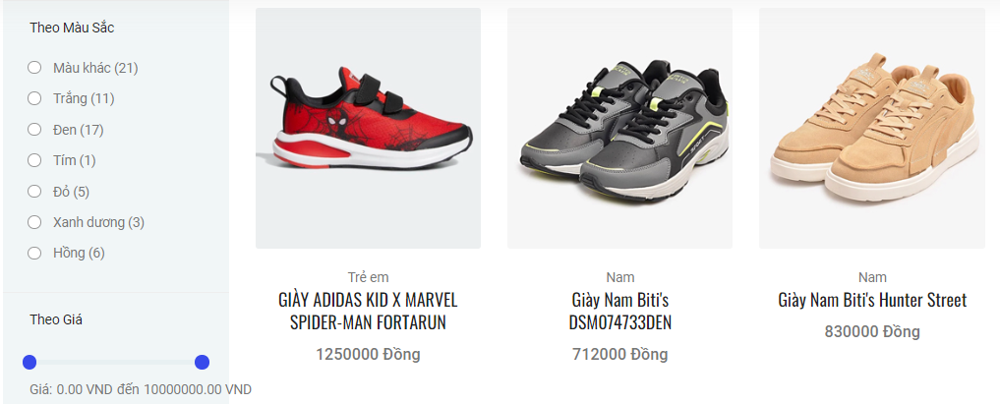 Theo Màu Sắc
Màu khác (21)
Trắng (11)
Đen (17)
Tím (1)
Đỏ (5)
Xanh dương (3)
Hồng (6)
Theo Giá
Giá: 0.00 VND đến 10000000.00 VND
Trẻ em
GIÀY ADIDAS KID X MARVEL
SPIDER-MAN FORTARUN
1250000 Đồng
Nam
Giày Nam Biti's
DSM074733DEN
712000 Đồng
Nam
Giày Nam Biti's Hunter Street
830000 Đồng